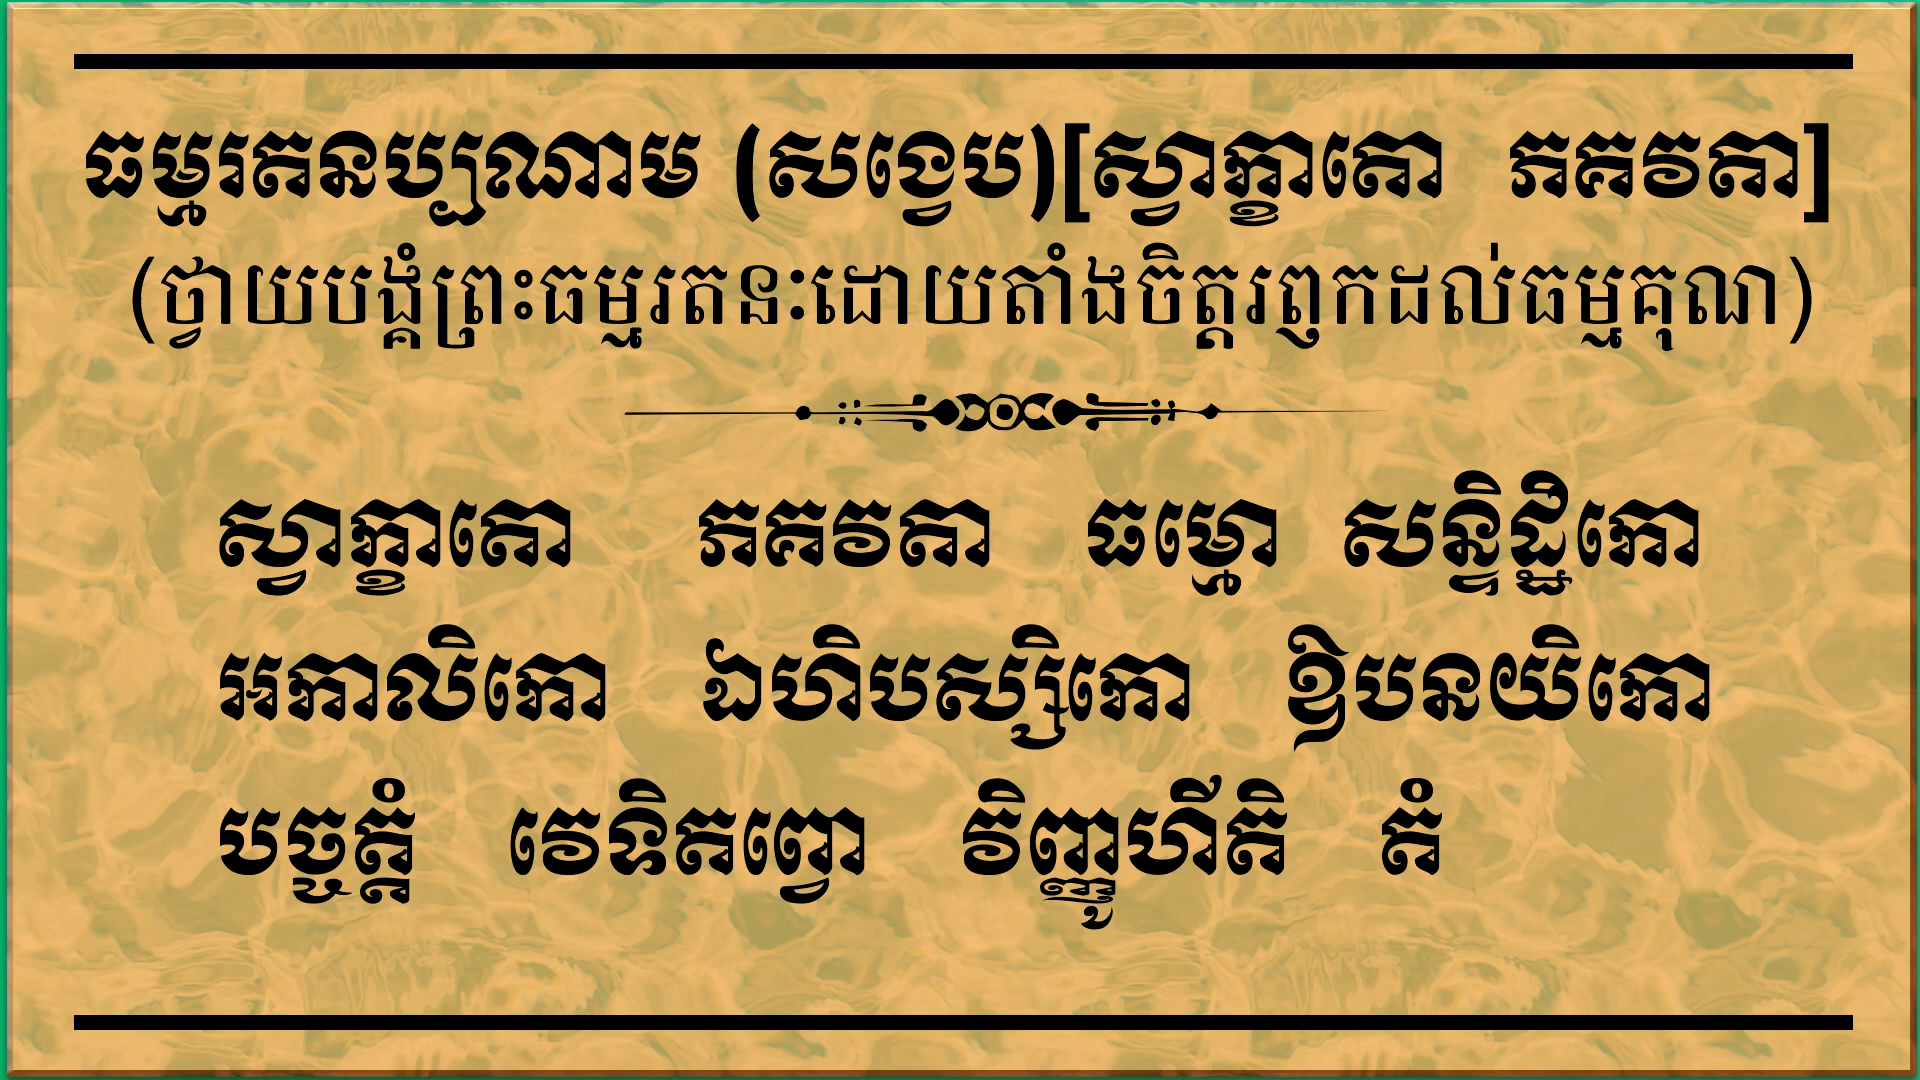 ធម្មរតនប្បណាម (សង្ខេប)[ស្វាក្ខាតោ ភគវតា]
(ថ្វាយបង្គំព្រះធម្មរតនៈដោយតាំងចិត្តរឭកដល់ធម្មគុណ)
ស្វាក្ខាតោ ភគវតា ធម្មោ សន្ទិដ្ឋិកោ
អកាលិកោ ឯហិបស្សិកោ ឱបនយិកោ
បច្ចត្តំ វេទិតព្វោ វិញ្ញូហីតិ តំ